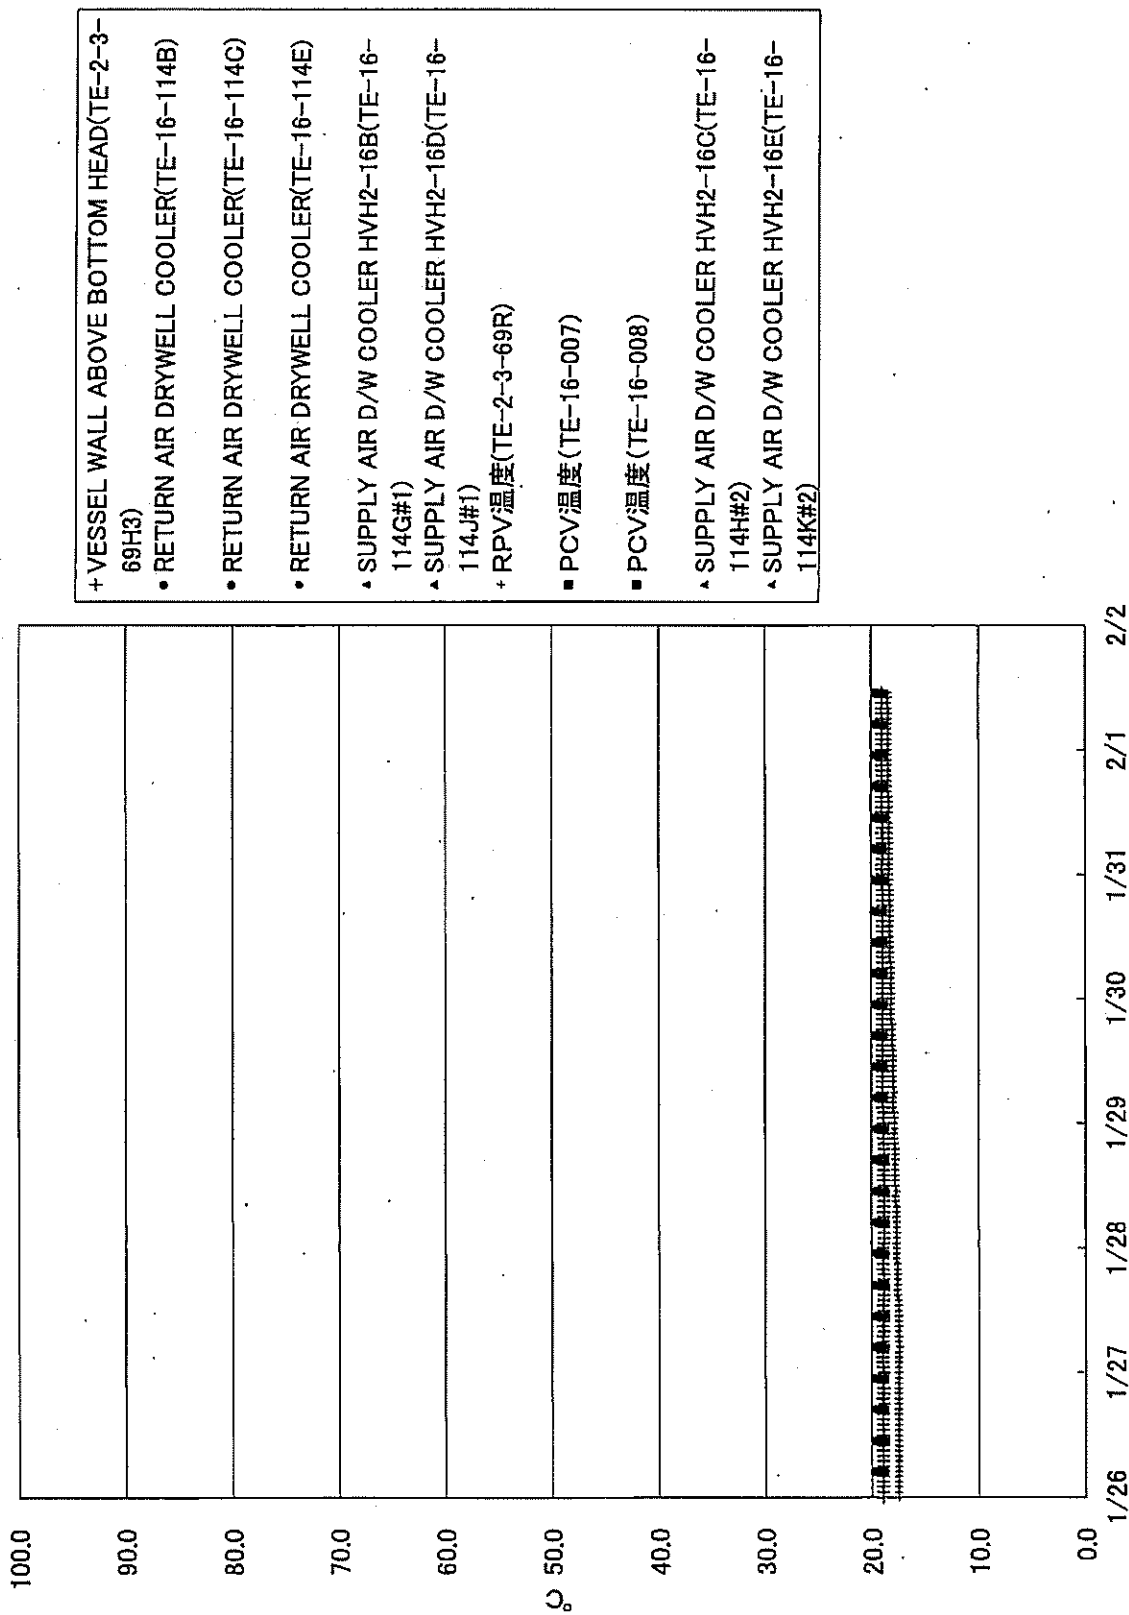 100.0
90.0
80.0
70.0
60.0
50.0
40.0
30.0
20.0
10.0
0.0
℃
1/26
1/27
1/28
1/29
1/30
1/31
2/1
2/2
+ VESSEL WALL ABOVE BOTTOM HEAD(TE-2-3-
69H3)
• RETURN AIR DRYWELL COOLER(TE-16-114B)
• RETURN AIR DRYWELL COOLER(TE-16-114C)
• RETURN AIR DRYWELL COOLER(TE-16-114E)
▲ SUPPLY AIR D/W COOLER HVH2-16B(TE-16-
114G#1)
▲ SUPPLY AIR D/W COOLER HVH2-16D(TE-16-
114J#1)
+ RPV温度(TE-2-3-69R)
■ PCV温度(TE-16-007)
■ PCV温度(TE-16-008)
▲ SUPPLY AIR D/W COOLER HVH2-16C(TE-16-
114H#2)
▲ SUPPLY AIR D/W COOLER HVH2-16E(TE-16-
114K#2)